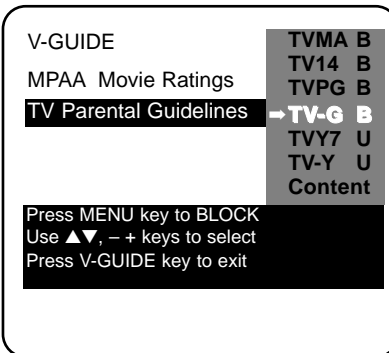 V-GUIDE
MPAA Movie Ratings
TV Parental Guidelines
TVMA B
TV14 B
TVPG B
➡TV-G B
TVY7 U
TV-Y U
Content
Press MENU key to BLOCK
Use ▲▼, – + keys to select
Press V-GUIDE key to exit